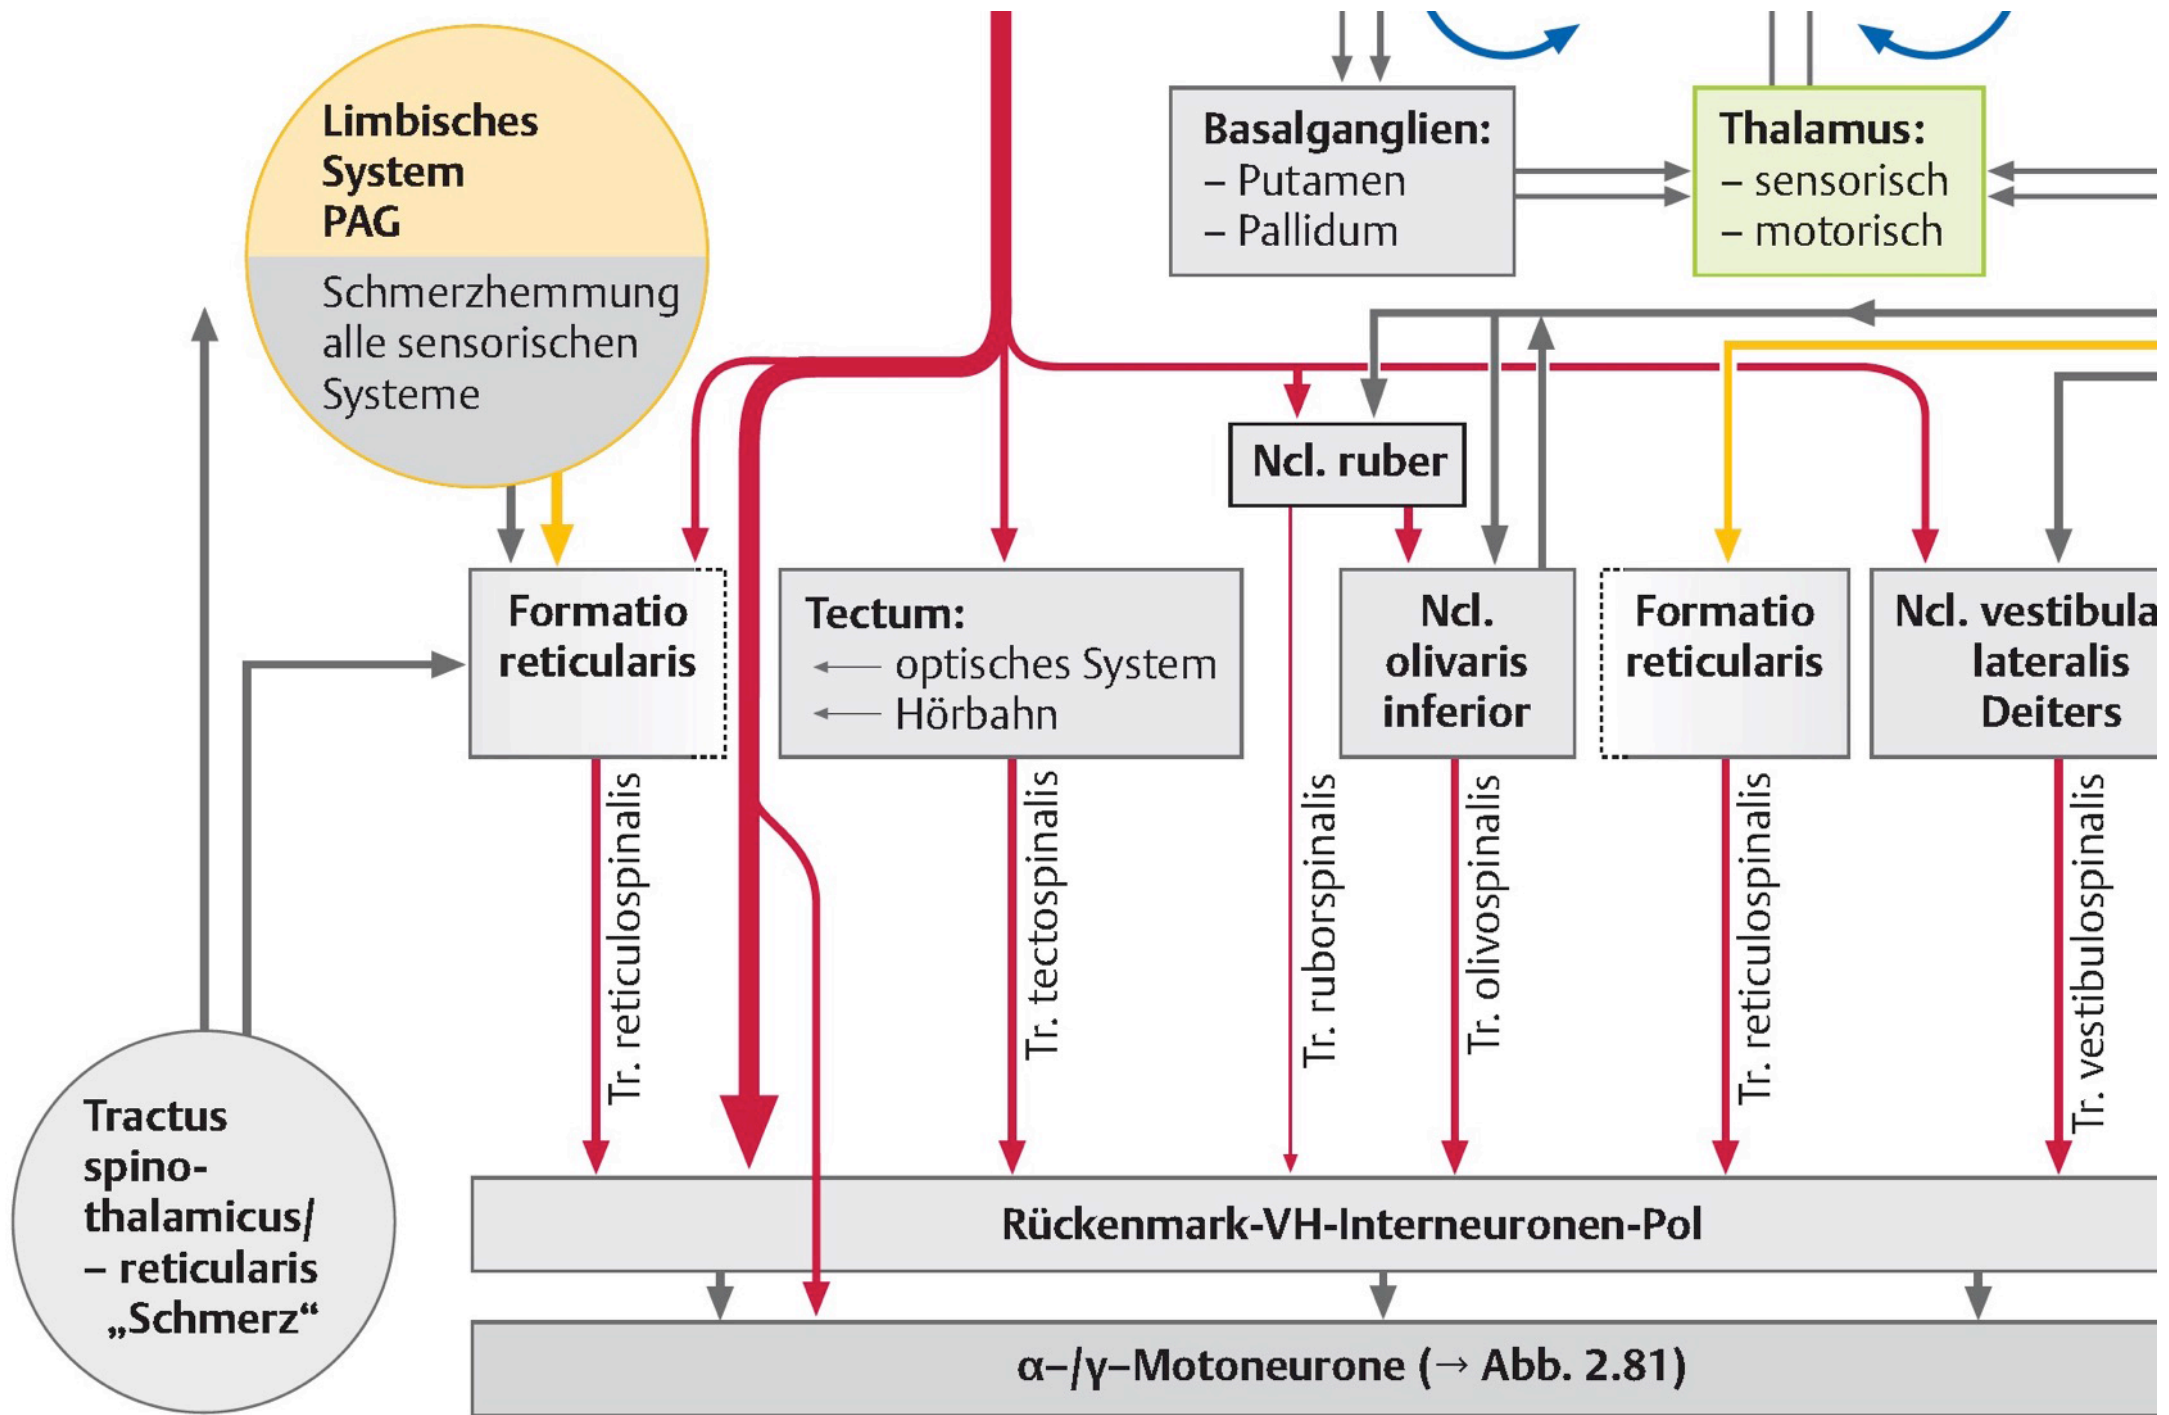 Limbisches
System
PAG
Schmerzhemmung
alle sensorischen
Systeme
Basalganglien:
– Putamen
– Pallidum
Thalamus:
– sensorisch
– motorisch
Ncl. ruber
Formatio
reticularis
Tectum:
optisches System
Hörbahn
Ncl.
olivaris
inferior
Formatio
reticularis
Ncl. vestibula
lateralis
Deiters
Tr. reticulospinalis
Tr. tectospinalis
Tr. ruborspinalis
Tr. olivospinalis
Tr. reticulospinalis
Tr. vestibulospinalis
Tractus
spino-
thalamicus/
– reticularis
„Schmerz“
Rückenmark-VH-Interneuronen-Pol
α–/γ–Motoneurone (→ Abb. 2.81)